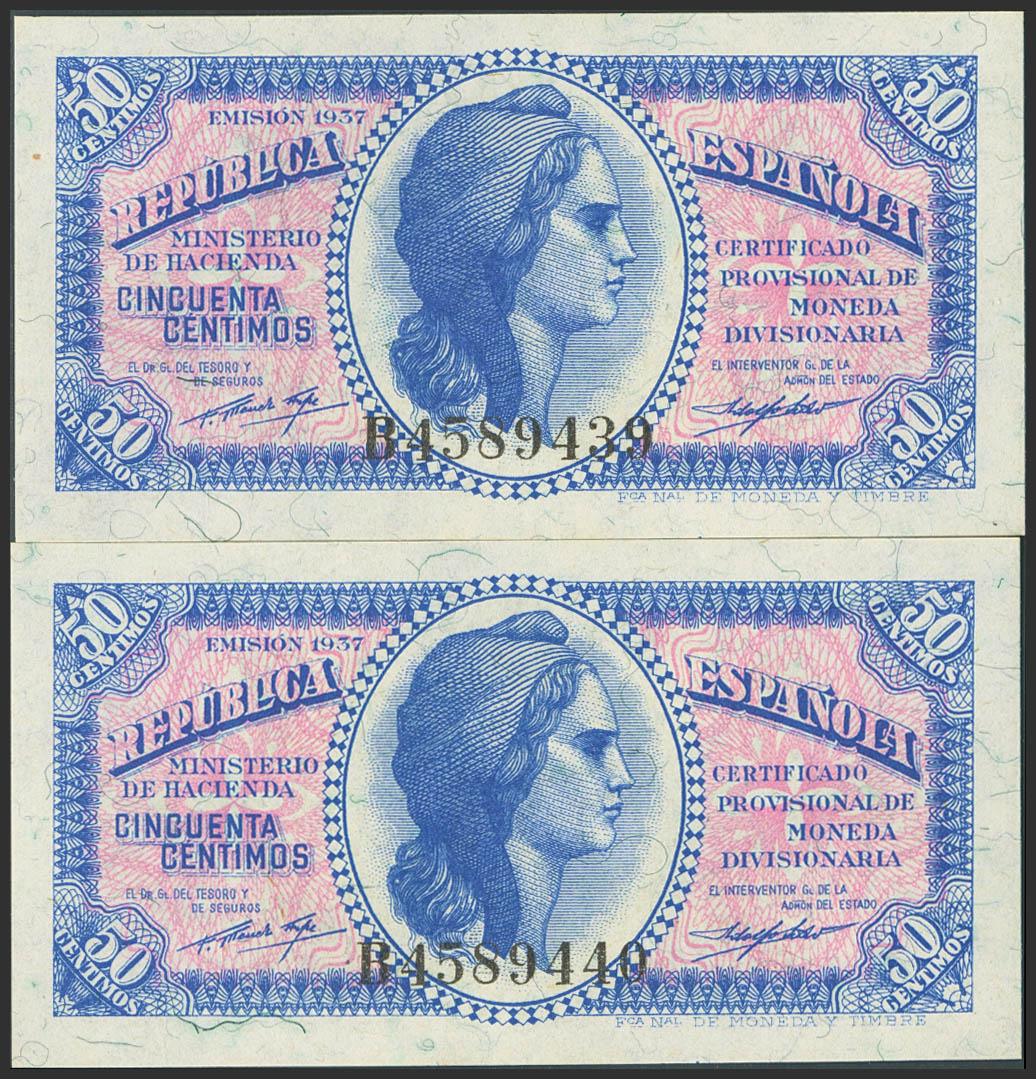 50
CENTIMOS
50
CENTIMOS
EMISIÓN 1937
REPÚBLICA
ESPAÑOLA
MINISTERIO
DE HACIENDA
CINCUENTA
CÉNTIMOS
CERTIFICADO
PROVISIONAL DE
MONEDA
DIVISIONARIA
EL DR. GL. DEL TESORO Y
DE SEGUROS
EL INTERVENTOR GL. DE LA
ADMÓN DEL ESTADO
50
CENTIMOS
B4589439
50
CENTIMOS
FCA NAL DE MONEDA Y TIMBRE
50
CENTIMOS
50
CENTIMOS
EMISIÓN 1937
REPÚBLICA
ESPAÑOLA
MINISTERIO
DE HACIENDA
CINCUENTA
CÉNTIMOS
CERTIFICADO
PROVISIONAL DE
MONEDA
DIVISIONARIA
EL DR. GL. DEL TESORO Y
DE SEGUROS
EL INTERVENTOR GL. DE LA
ADMÓN DEL ESTADO
50
CENTIMOS
B4589440
50
CENTIMOS
FCA NAL DE MONEDA Y TIMBRE